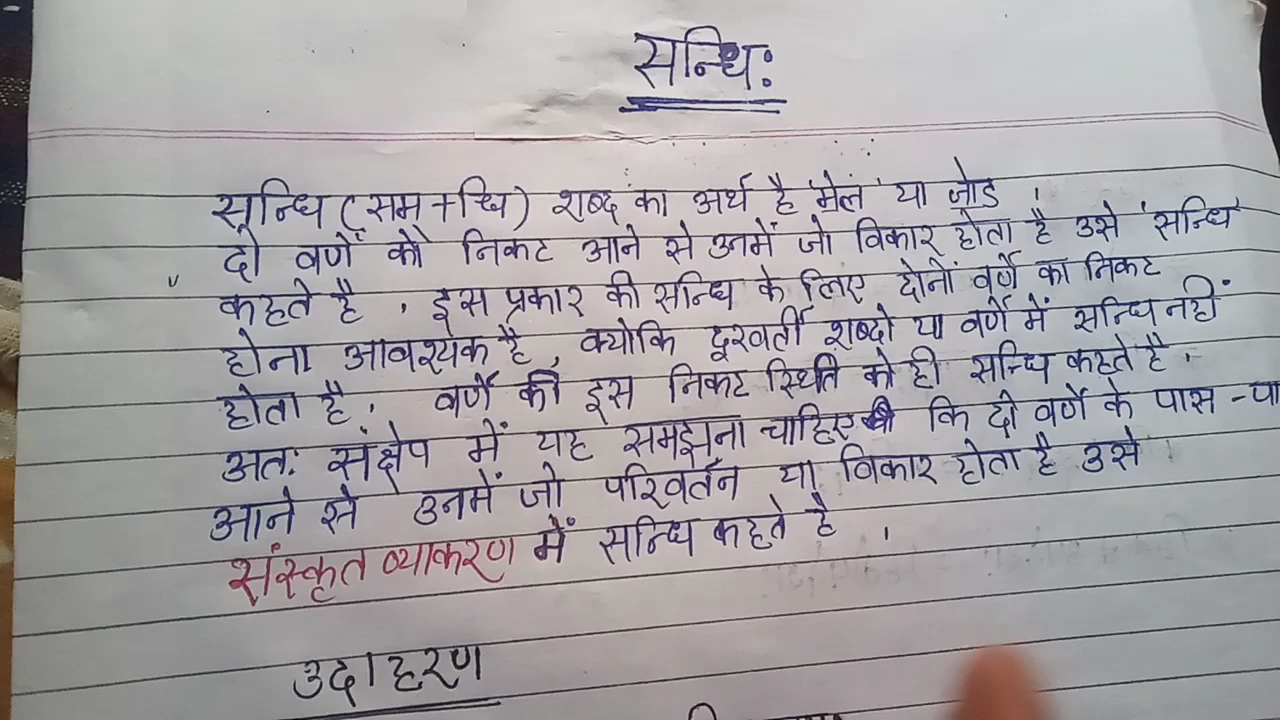 सन्धिः
सन्धि (सम + धि) शब्द का अर्थ है 'मेल' या जोड ।
दो वर्णों को निकट आने से उनमें जो विकार होता है उसे 'सन्धि'
कहते है । इस प्रकार की सन्धि के लिए दोनों वर्णों का निकट
होना आवश्यक है, क्योकि दूरवर्ती शब्दो या वर्णों में सन्धि नहीं
होता है । वर्णों की इस निकट स्थिति को ही सन्धि कहते है ।
अतः संक्षेप में यह समझना चाहिए कि दो वर्णों के पास - पा
आने से उनमें जो परिवर्तन या विकार होता है उसे
संस्कृत व्याकरण में सन्धि कहते है ।
उदाहरण